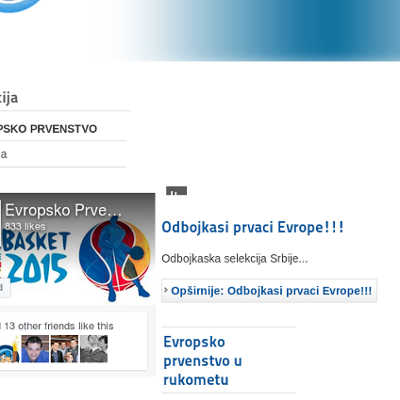 cija
PSKO PRVENSTVO
a
Evropsko Prve...
833 likes
BASKET
2015
d
13 other friends like this
Odbojkasi prvaci Evrope!!!
Odbojkaska selekcija Srbije...
Opširnije: Odbojkasi prvaci Evrope!!!
Evropsko
prvenstvo u
rukometu